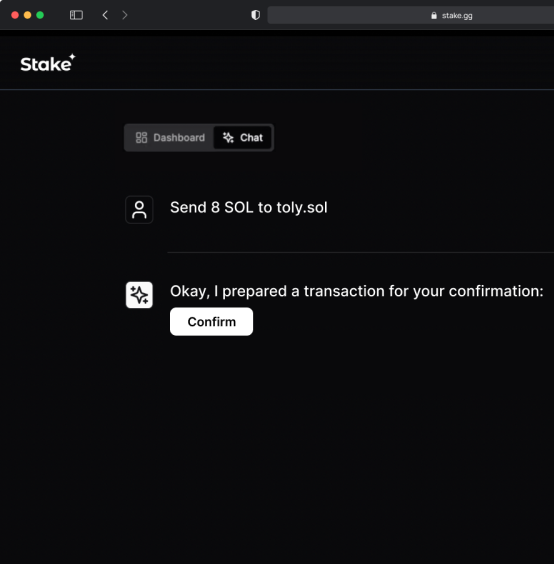 stake.gg
Stake
Dashboard Chat
Send 8 SOL to toly.sol
Okay, I prepared a transaction for your confirmation:
Confirm